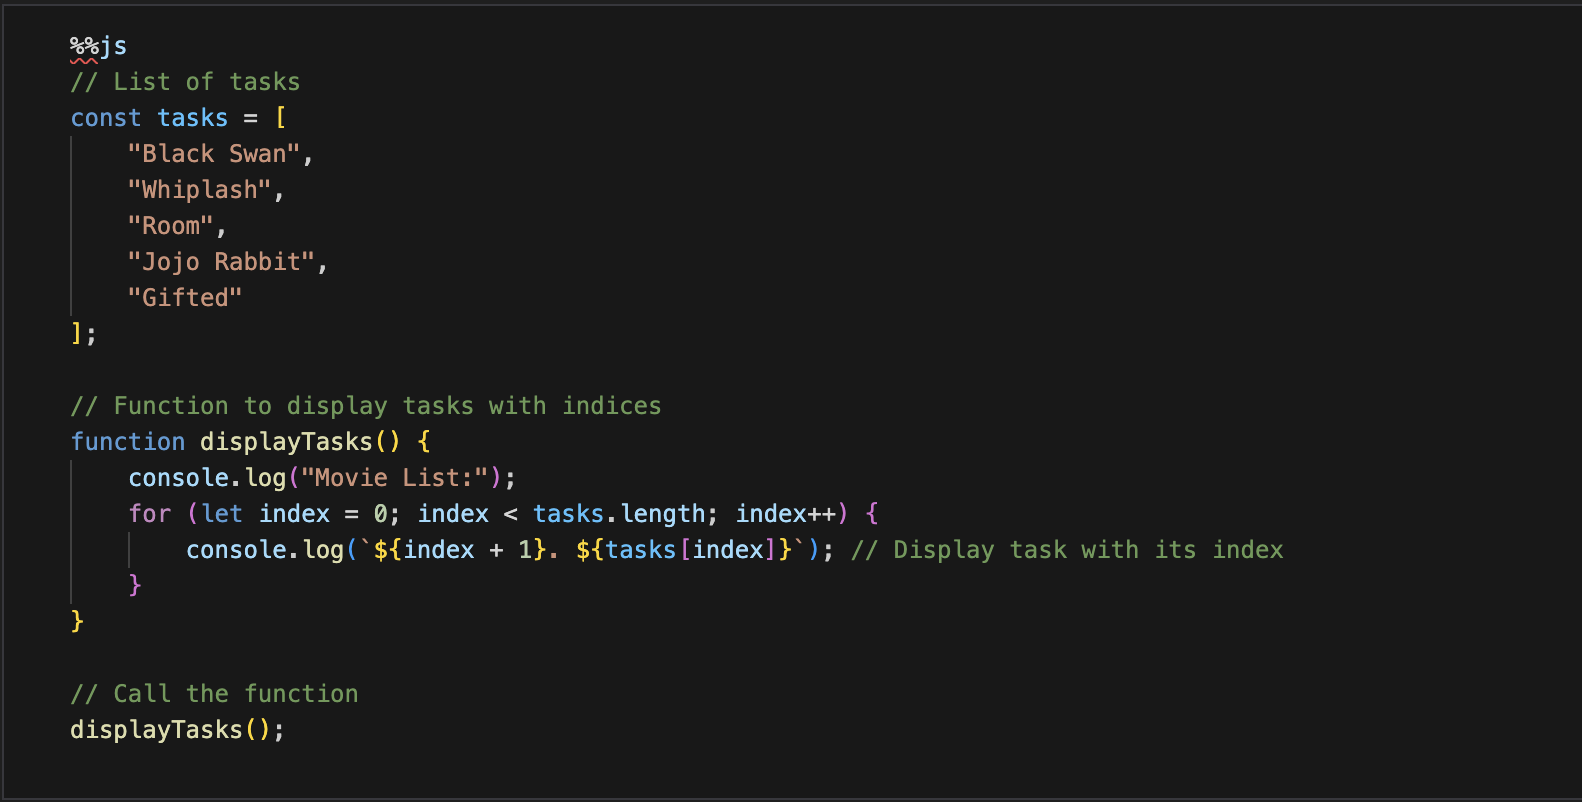 %%js
// List of tasks
const tasks = [
    "Black Swan",
    "Whiplash",
    "Room",
    "Jojo Rabbit",
    "Gifted"
];

// Function to display tasks with indices
function displayTasks() {
    console.log("Movie List:");
    for (let index = 0; index < tasks.length; index++) {
        console.log(`${index + 1}. ${tasks[index]}`); // Display task with its index
    }
}

// Call the function
displayTasks();